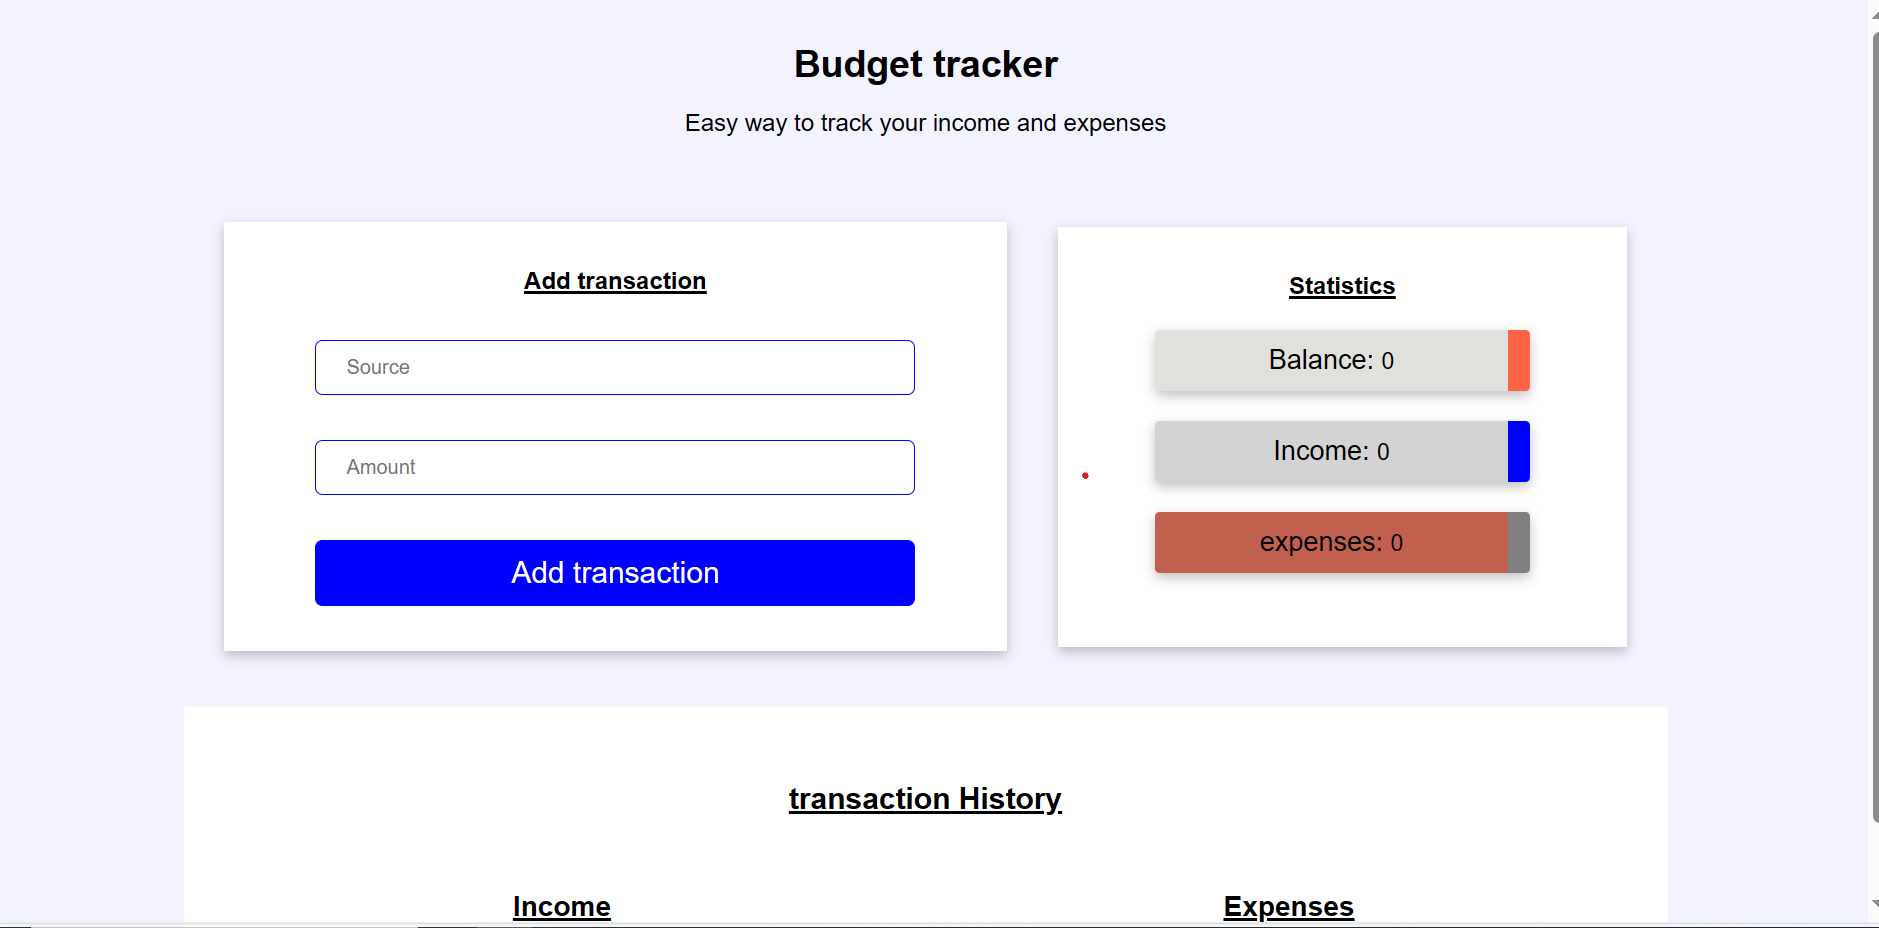 Budget tracker
Easy way to track your income and expenses
Add transaction
Source
Amount
Add transaction
Statistics
Balance: 0
Income: 0
expenses: 0
transaction History
Income
Expenses